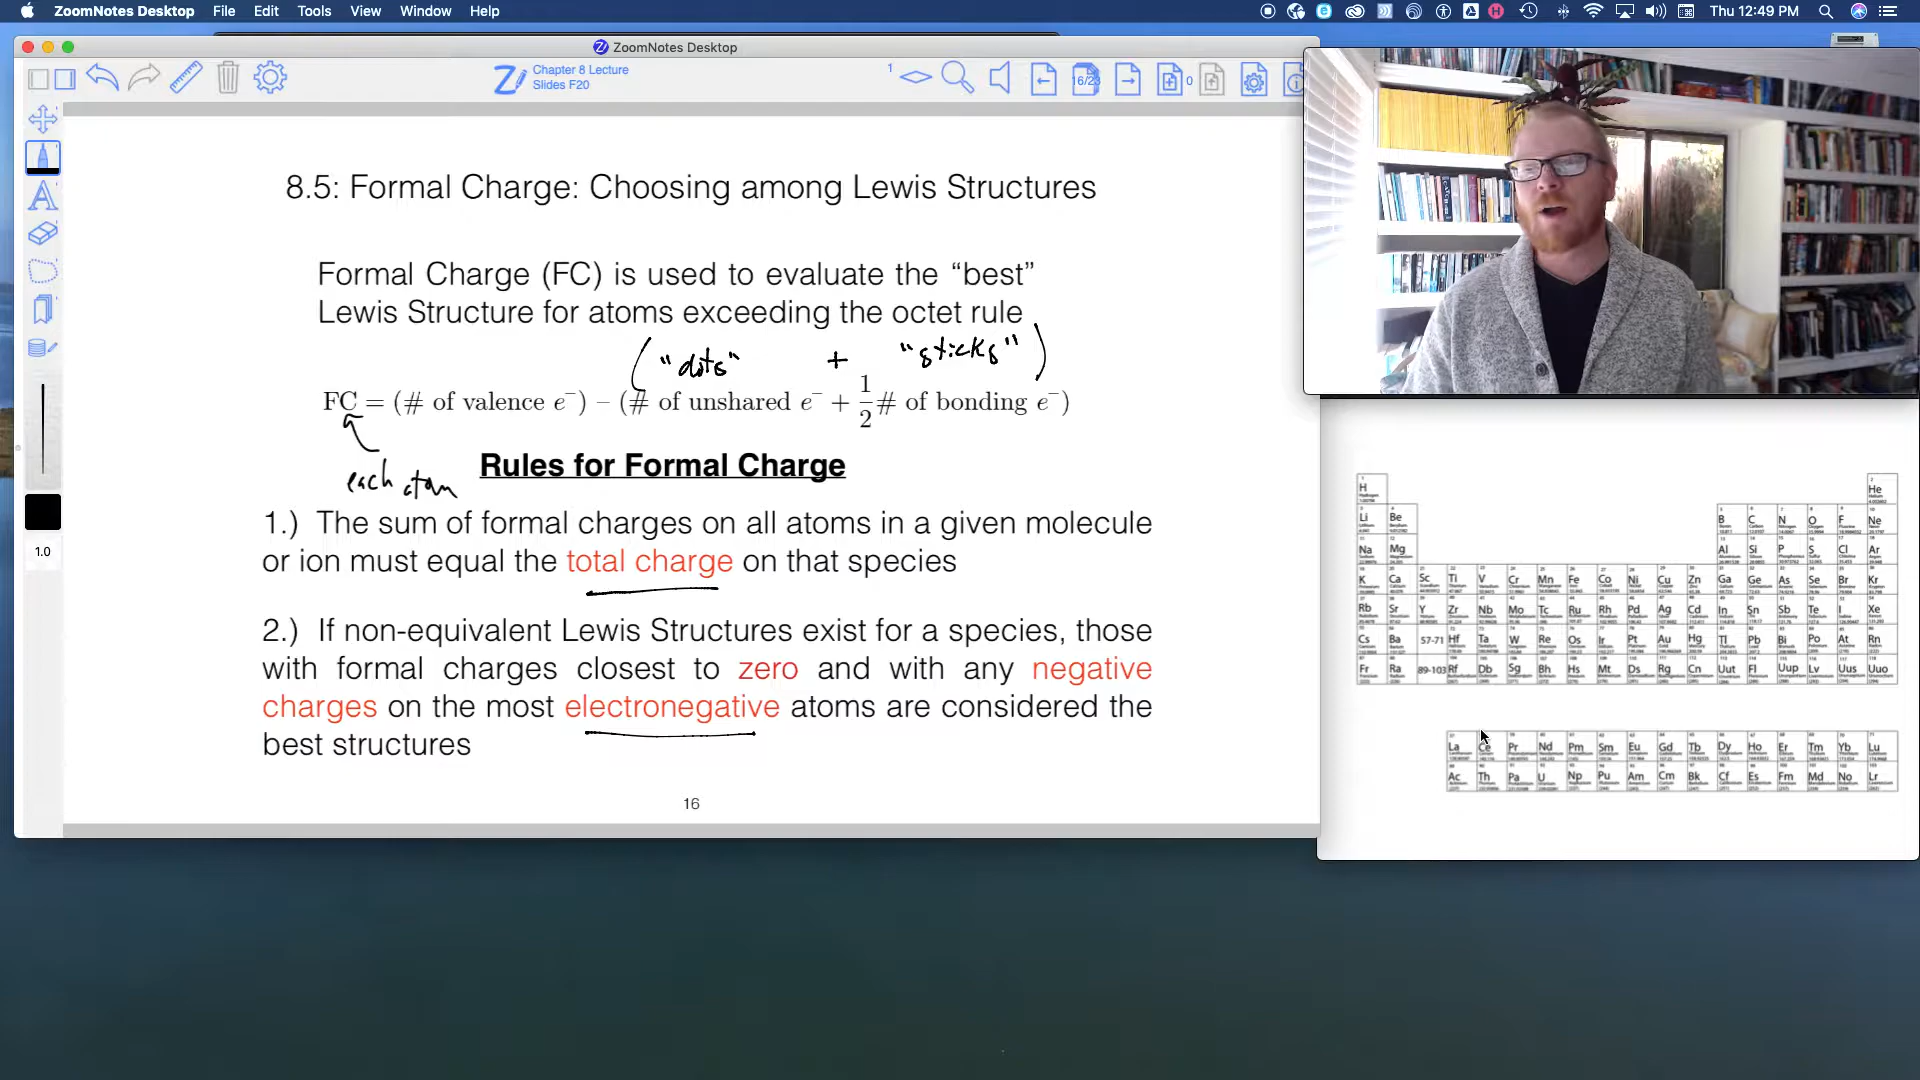 ZoomNotes Desktop File Edit Tools View Window Help
Thu 12:49 PM
ZoomNotes Desktop
Chapter 8 Lecture
Slides F20
1
16/23
0
8.5: Formal Charge: Choosing among Lewis Structures
Formal Charge (FC) is used to evaluate the “best”
Lewis Structure for atoms exceeding the octet rule
("dots" + "sticks")
FC = (# of valence e⁻) – (# of unshared e⁻ + 1/2 # of bonding e⁻)
each atom
Rules for Formal Charge
1.) The sum of formal charges on all atoms in a given molecule
or ion must equal the total charge on that species
2.) If non-equivalent Lewis Structures exist for a species, those
with formal charges closest to zero and with any negative
charges on the most electronegative atoms are considered the
best structures
16
1.0
H He
Li Be B C N O F Ne
Na Mg Al Si P S Cl Ar
K Ca Sc Ti V Cr Mn Fe Co Ni Cu Zn Ga Ge As Se Br Kr
Rb Sr Y Zr Nb Mo Tc Ru Rh Pd Ag Cd In Sn Sb Te I Xe
Cs Ba 57-71 Hf Ta W Re Os Ir Pt Au Hg Tl Pb Bi Po At Rn
Fr Ra 89-103 Rf Db Sg Bh Hs Mt Ds Rg Cn Uut Fl Uup Lv Uus Uuo
La Ce Pr Nd Pm Sm Eu Gd Tb Dy Ho Er Tm Yb Lu
Ac Th Pa U Np Pu Am Cm Bk Cf Es Fm Md No Lr